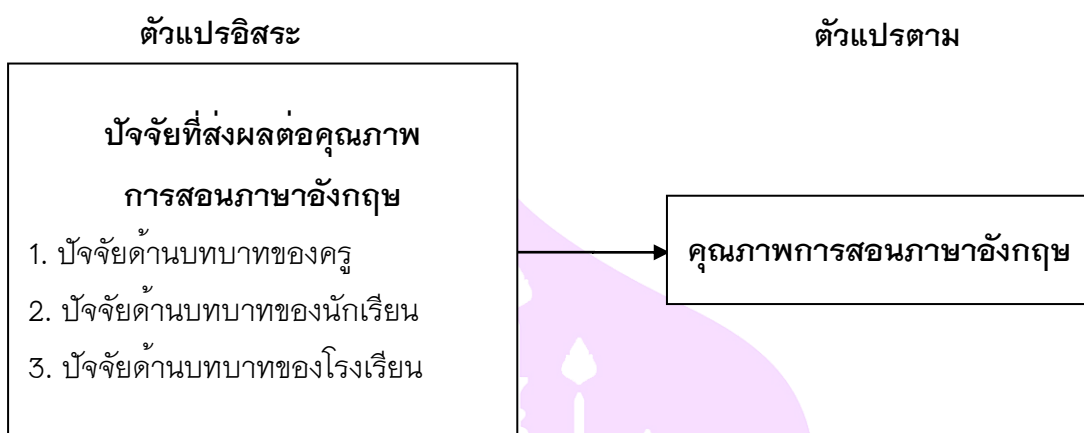 ตัวแปรอิสระ
ตัวแปรตาม
ปัจจัยที่ส่งผลต่อคุณภาพ
การสอนภาษาอังกฤษ
1. ปัจจัยด้านบทบาทของครู
2. ปัจจัยด้านบทบาทของนักเรียน
3. ปัจจัยด้านบทบาทของโรงเรียน
คุณภาพการสอนภาษาอังกฤษ